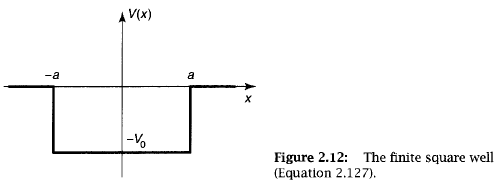 V(x)
-a
a
x
-V₀
Figure 2.12: The finite square well
(Equation 2.127).